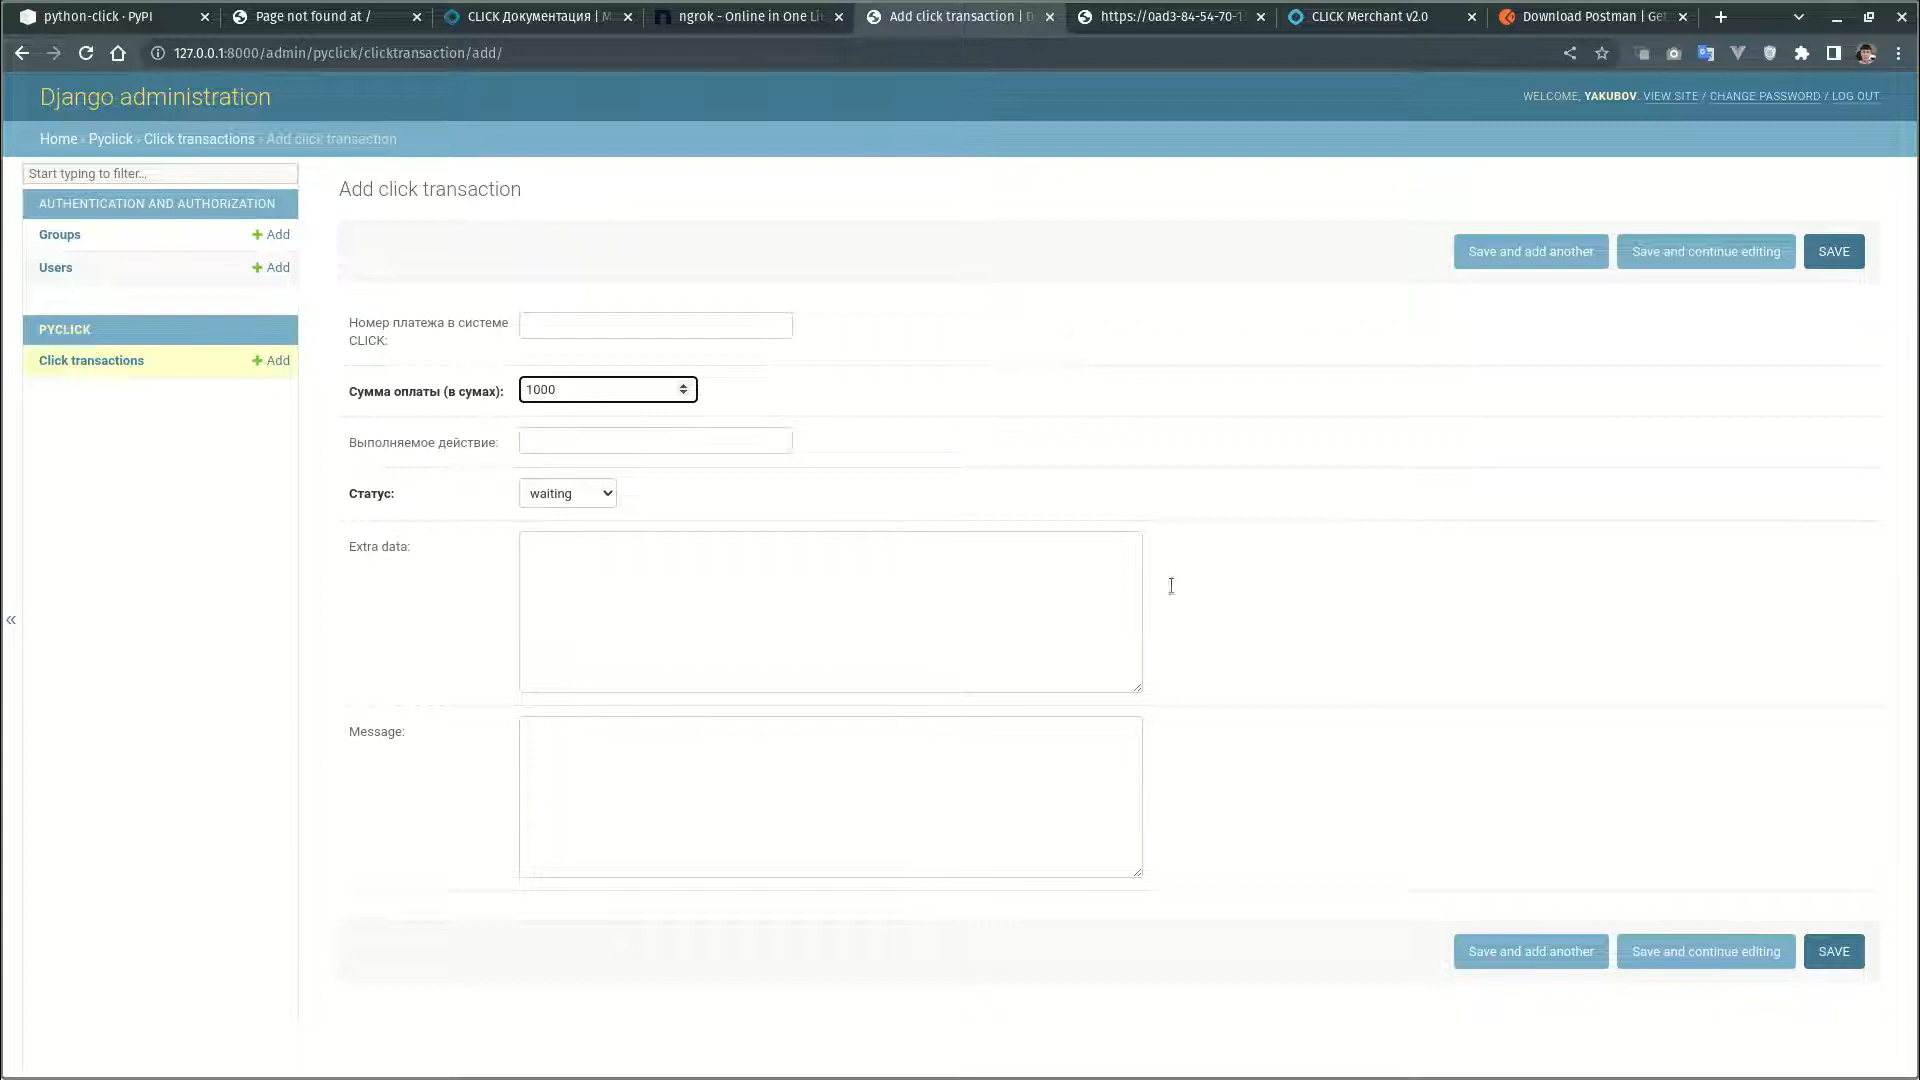 python-click · PyPI
Page not found at /
CLICK Документация | M
ngrok - Online in One Li
Add click transaction | D
https://0ad3-84-54-70-1
CLICK Merchant v2.0
Download Postman | Get
127.0.0.1:8000/admin/pyclick/clicktransaction/add/
Django administration
WELCOME, YAKUBOV. VIEW SITE / CHANGE PASSWORD / LOG OUT
Home › Pyclick › Click transactions › Add click transaction
Start typing to filter...
AUTHENTICATION AND AUTHORIZATION
Groups + Add
Users + Add
PYCLICK
Click transactions + Add
«
Add click transaction
Save and add another
Save and continue editing
SAVE
Номер платежа в системе
CLICK:
Сумма оплаты (в сумах): 1000
Выполняемое действие:
Статус: waiting
Extra data:
Message:
Save and add another
Save and continue editing
SAVE